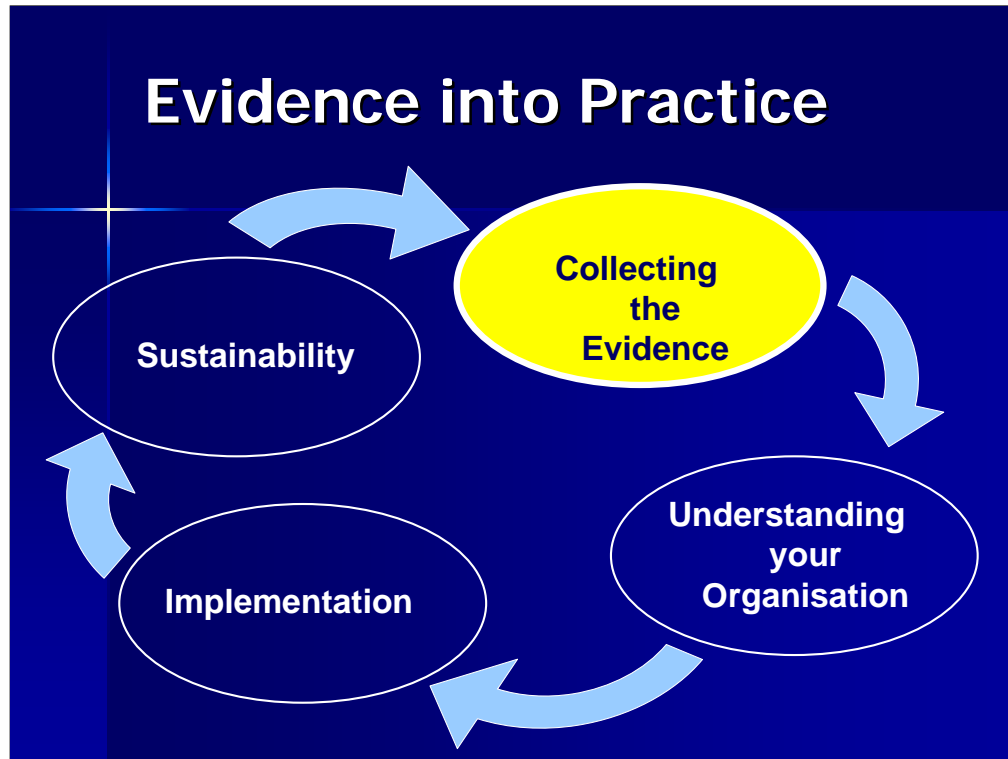 Evidence into Practice
Collecting
the
Evidence
Sustainability
Understanding
your
Organisation
Implementation